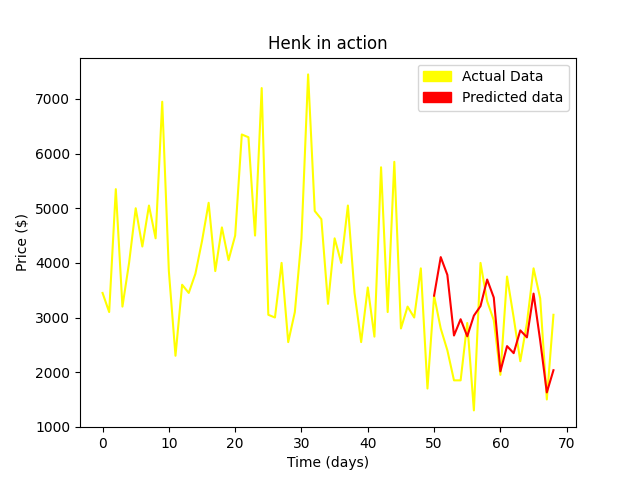 Henk in action
Actual Data
Predicted data
Price ($)
7000
6000
5000
4000
3000
2000
1000
0 10 20 30 40 50 60 70
Time (days)